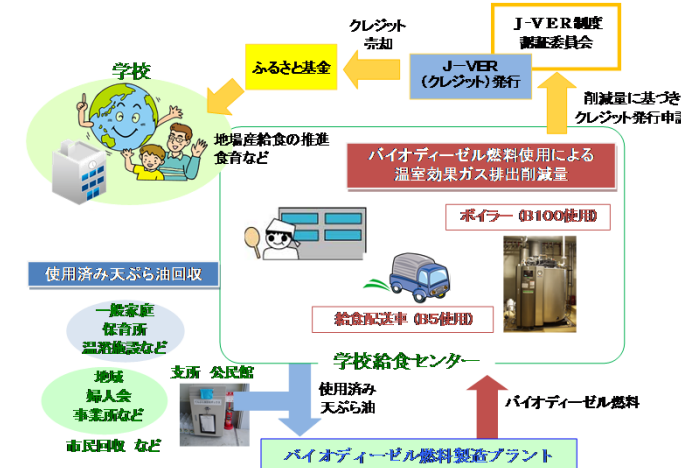 J-VER制度
認証委員会
クレジット
売却
J-VER
(クレジット)発行
ふるさと基金
学校
削減量に基づき
クレジット発行申請
地場産給食の推進
食育など
バイオディーゼル燃料使用による
温室効果ガス排出削減量
ボイラー(B100使用)
使用済み天ぷら油回収
給食配送車(B5使用)
一般家庭
保育所
温浴施設など
学校給食センター
地域
婦人会
事業所など
支所 公民館
使用済み
天ぷら油
バイオディーゼル燃料
市民回収 など
バイオディーゼル燃料製造プラント